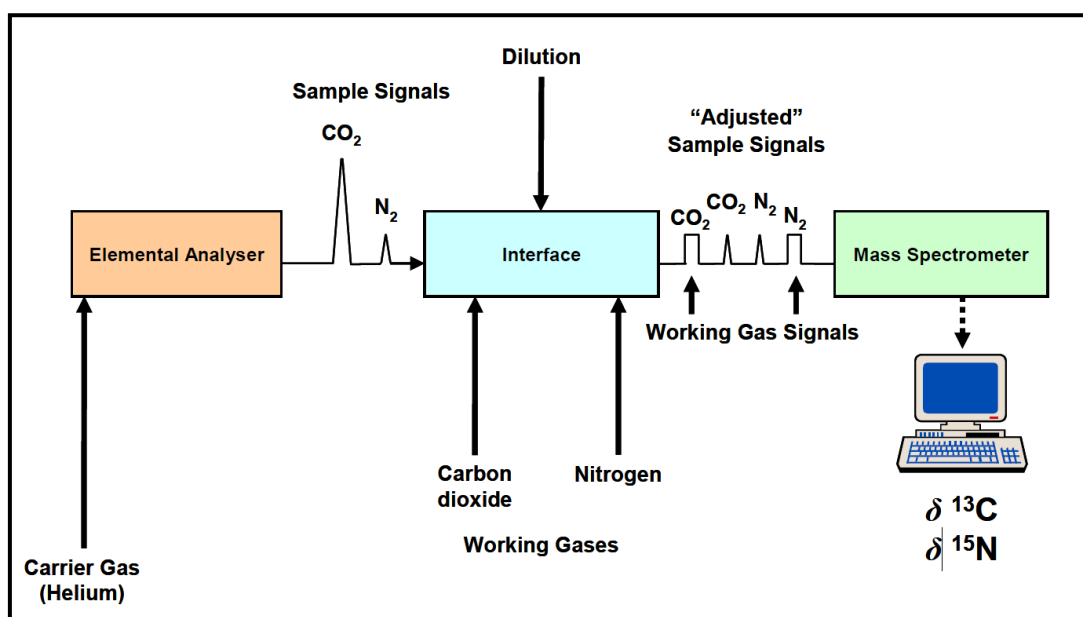 Dilution
Sample Signals
CO2
N2
“Adjusted”
Sample Signals
CO2
CO2
N2
N2
Elemental Analyser
Interface
Mass Spectrometer
Working Gas Signals
Carbon
dioxide
Nitrogen
Working Gases
Carrier Gas
(Helium)
δ 13C
δ 15N